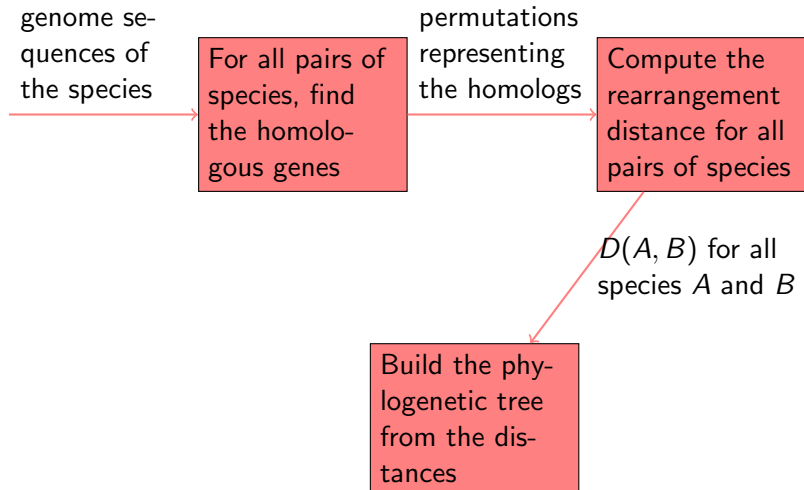 genome se-
quences of
the species
For all pairs of
species, find
the homolo-
gous genes
permutations
representing
the homologs
Compute the
rearrangement
distance for all
pairs of species
D(A, B) for all
species A and B
Build the phy-
logenetic tree
from the dis-
tances